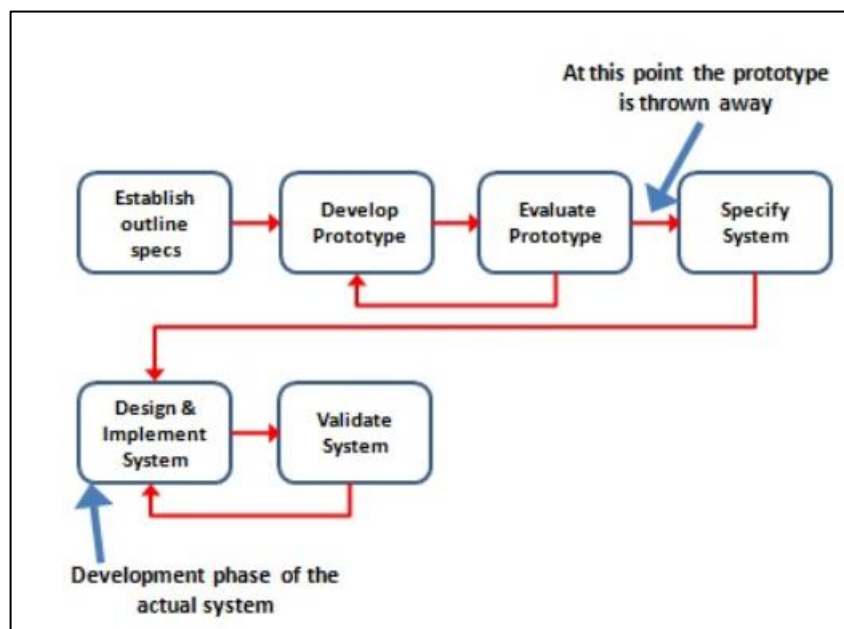 At this point the prototype
is thrown away
Establish
outline
specs
Develop
Prototype
Evaluate
Prototype
Specify
System
Design &
Implement
System
Validate
System
Development phase of the
actual system